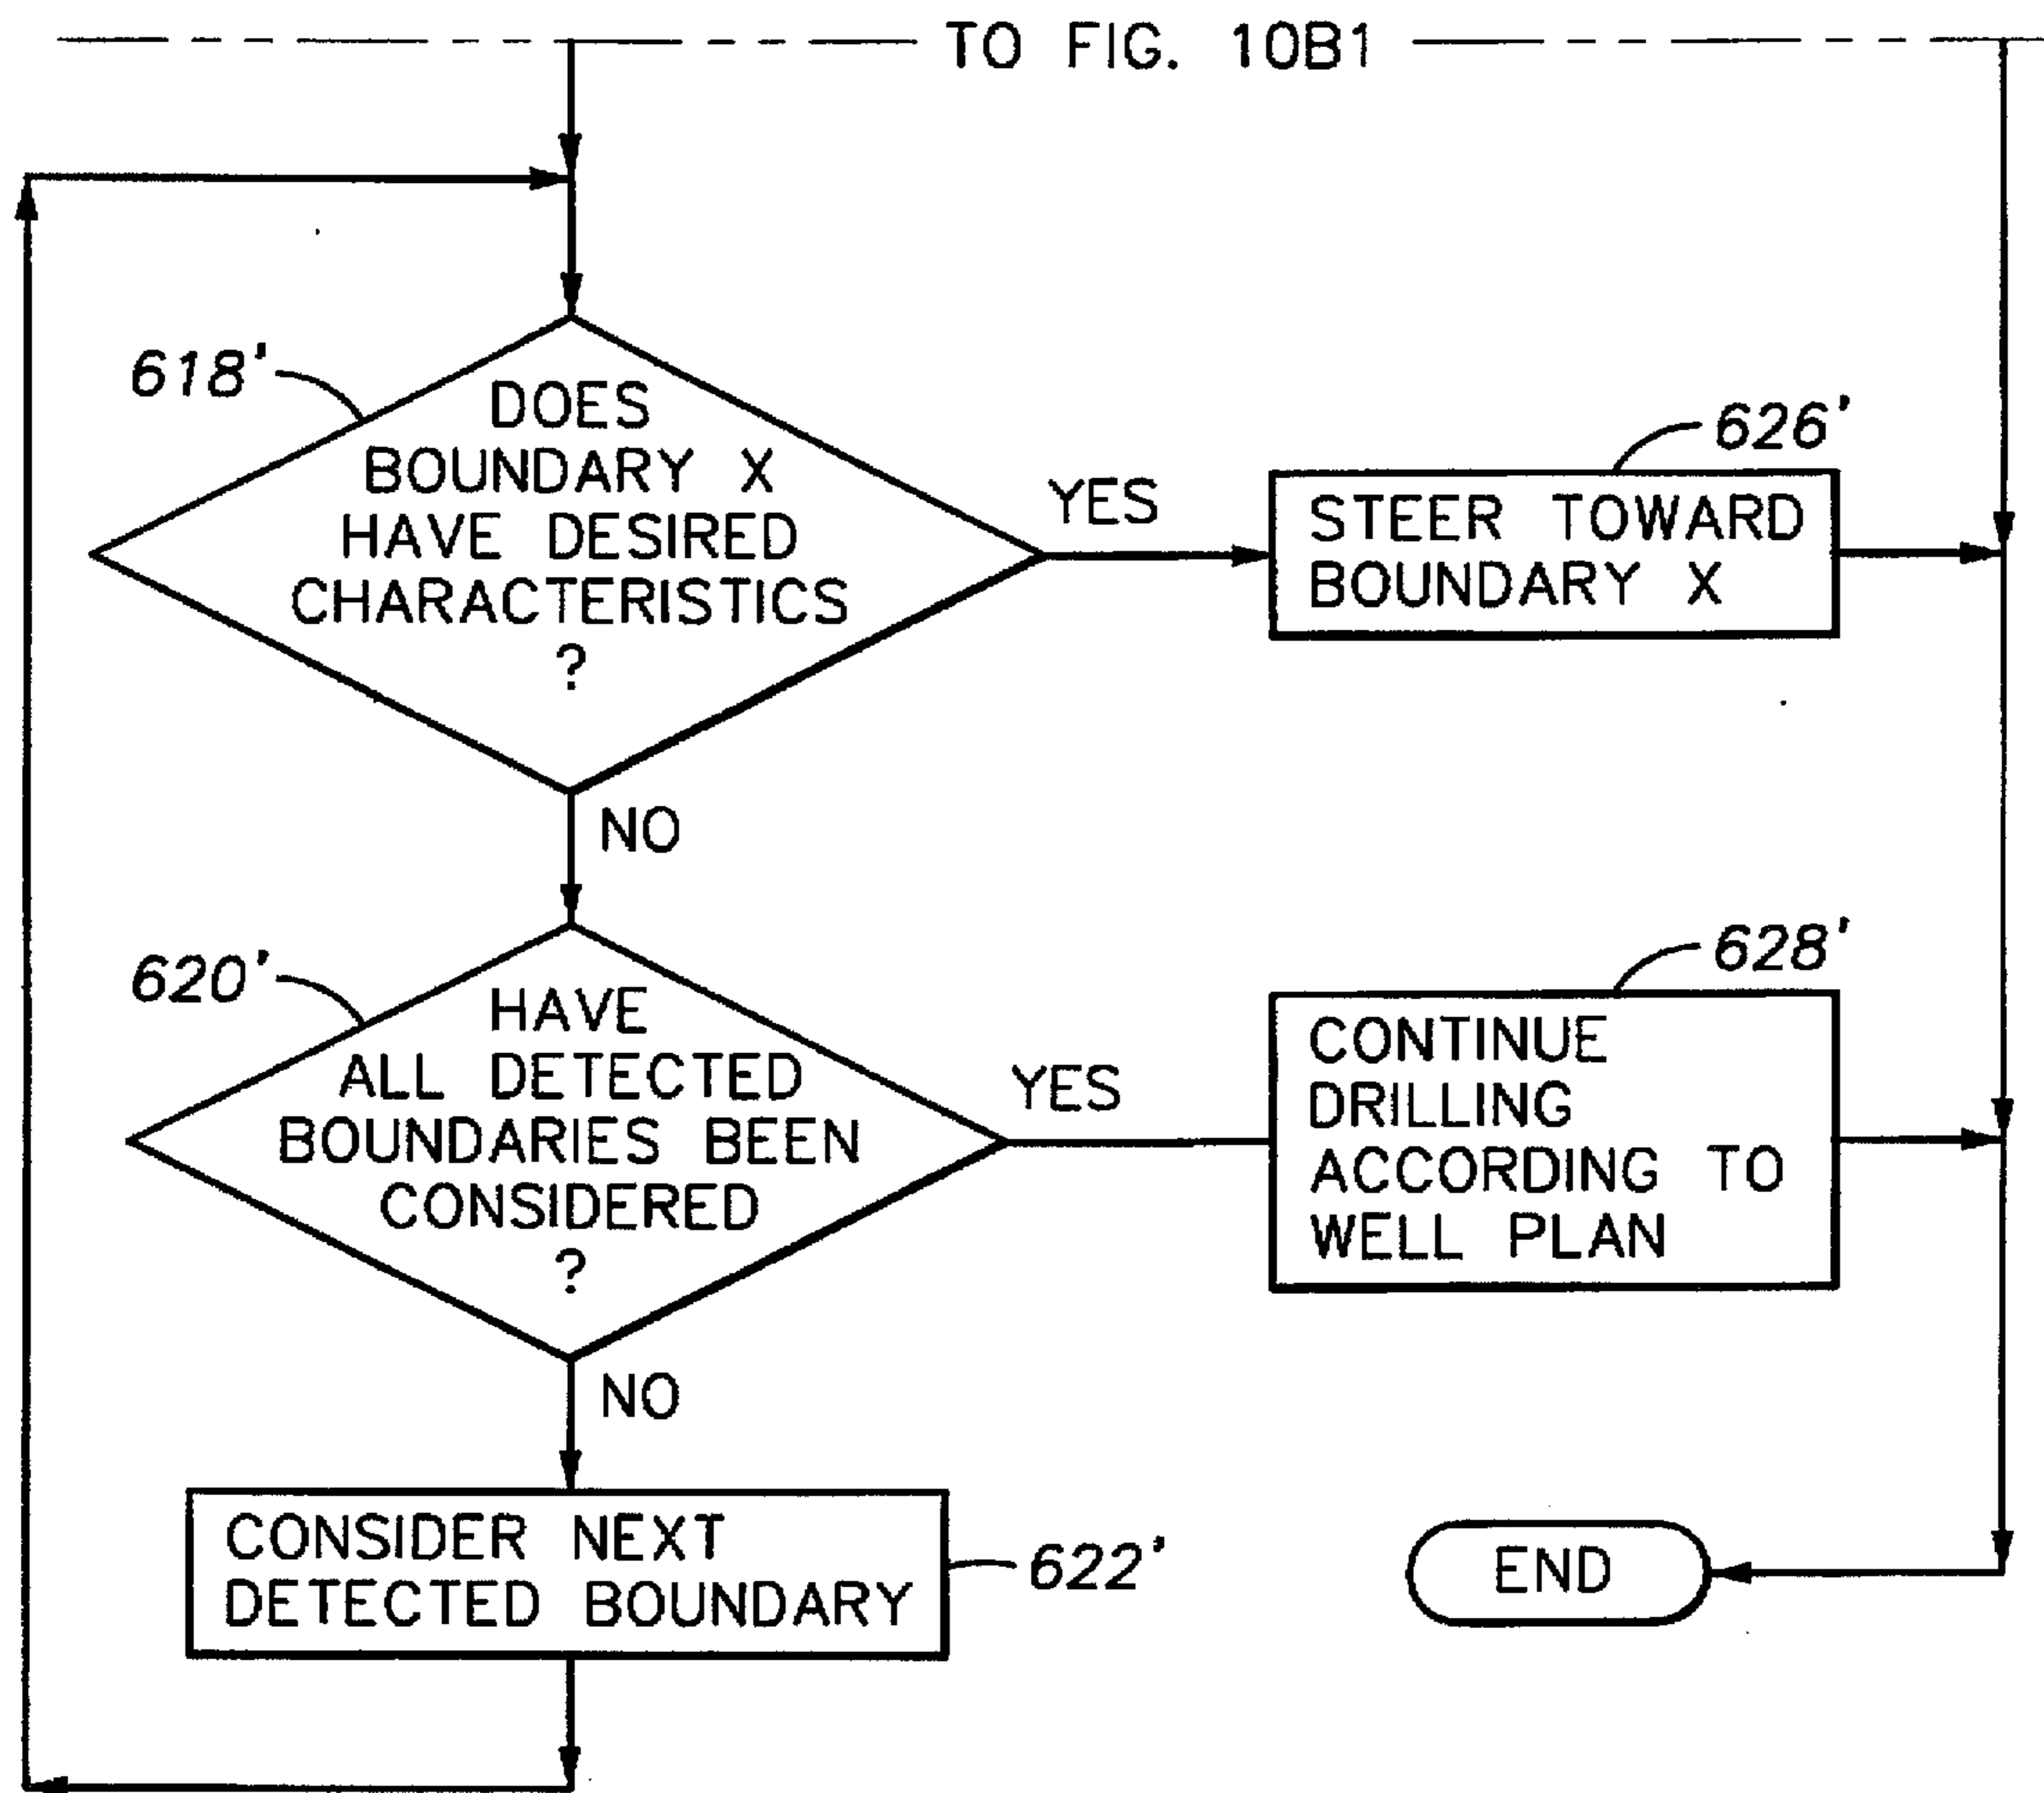 TO FIG. 10B1
618'
DOES
BOUNDARY X
HAVE DESIRED
CHARACTERISTICS
?
YES
626'
STEER TOWARD
BOUNDARY X
NO
620'
HAVE
ALL DETECTED
BOUNDARIES BEEN
CONSIDERED
?
YES
628'
CONTINUE
DRILLING
ACCORDING TO
WELL PLAN
NO
CONSIDER NEXT
DETECTED BOUNDARY
622'
END